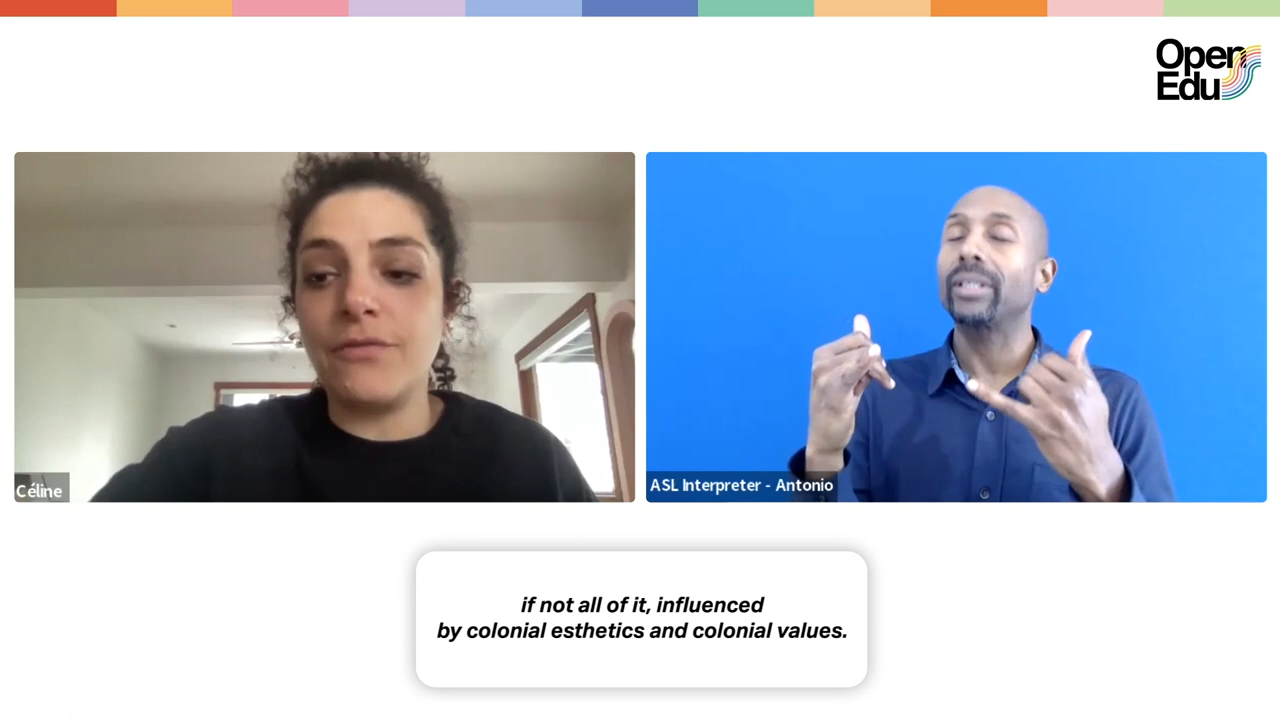 Open
Edu
Céline
ASL Interpreter - Antonio
if not all of it, influenced
by colonial esthetics and colonial values.